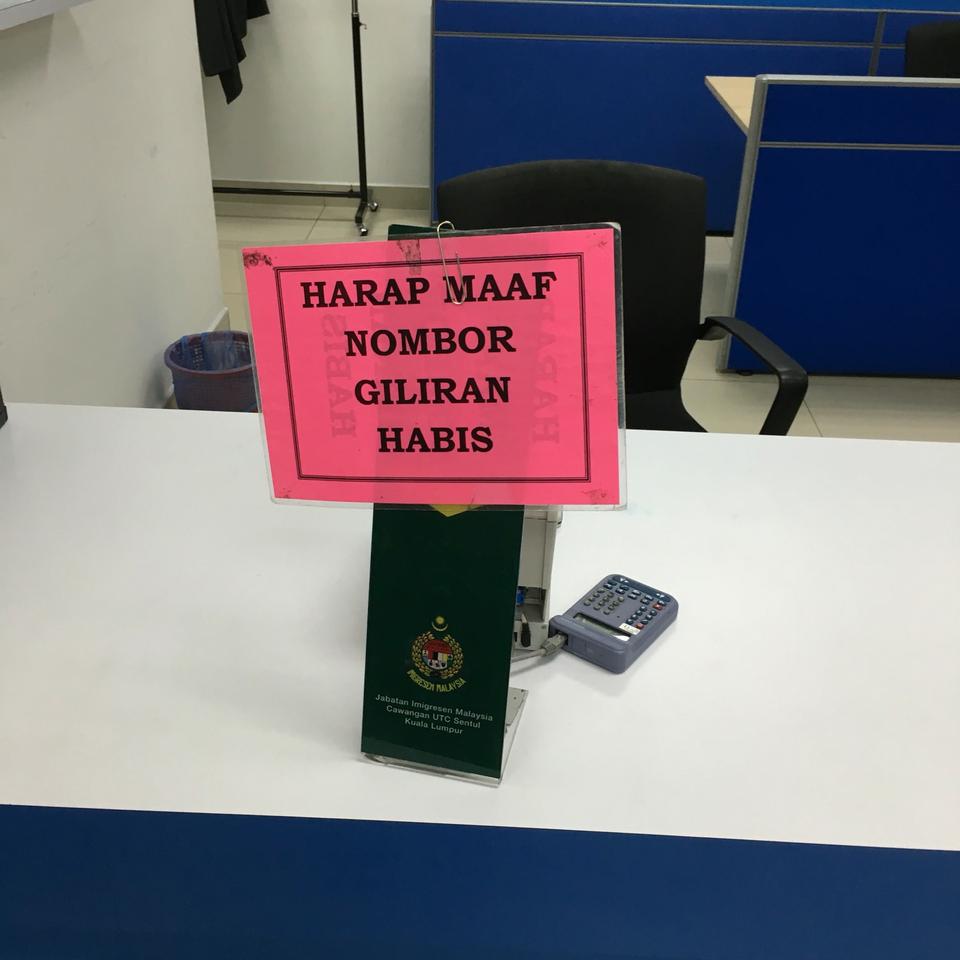 HARAP MAAF
NOMBOR
GILIRAN
HABIS
IMIGRESEN MALAYSIA
Jabatan Imigresen Malaysia
Cawangan UTC Sentul
Kuala Lumpur